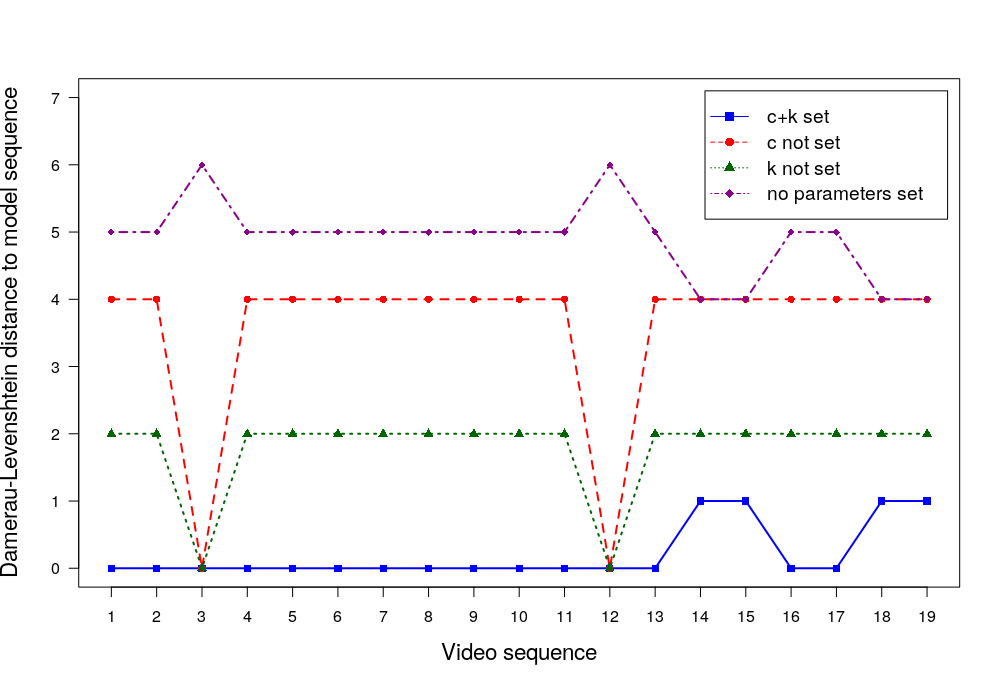 Damerau-Levenshtein distance to model sequence
7
6
5
4
3
2
1
0
c+k set
c not set
k not set
no parameters set
1 2 3 4 5 6 7 8 9 10 11 12 13 14 15 16 17 18 19
Video sequence